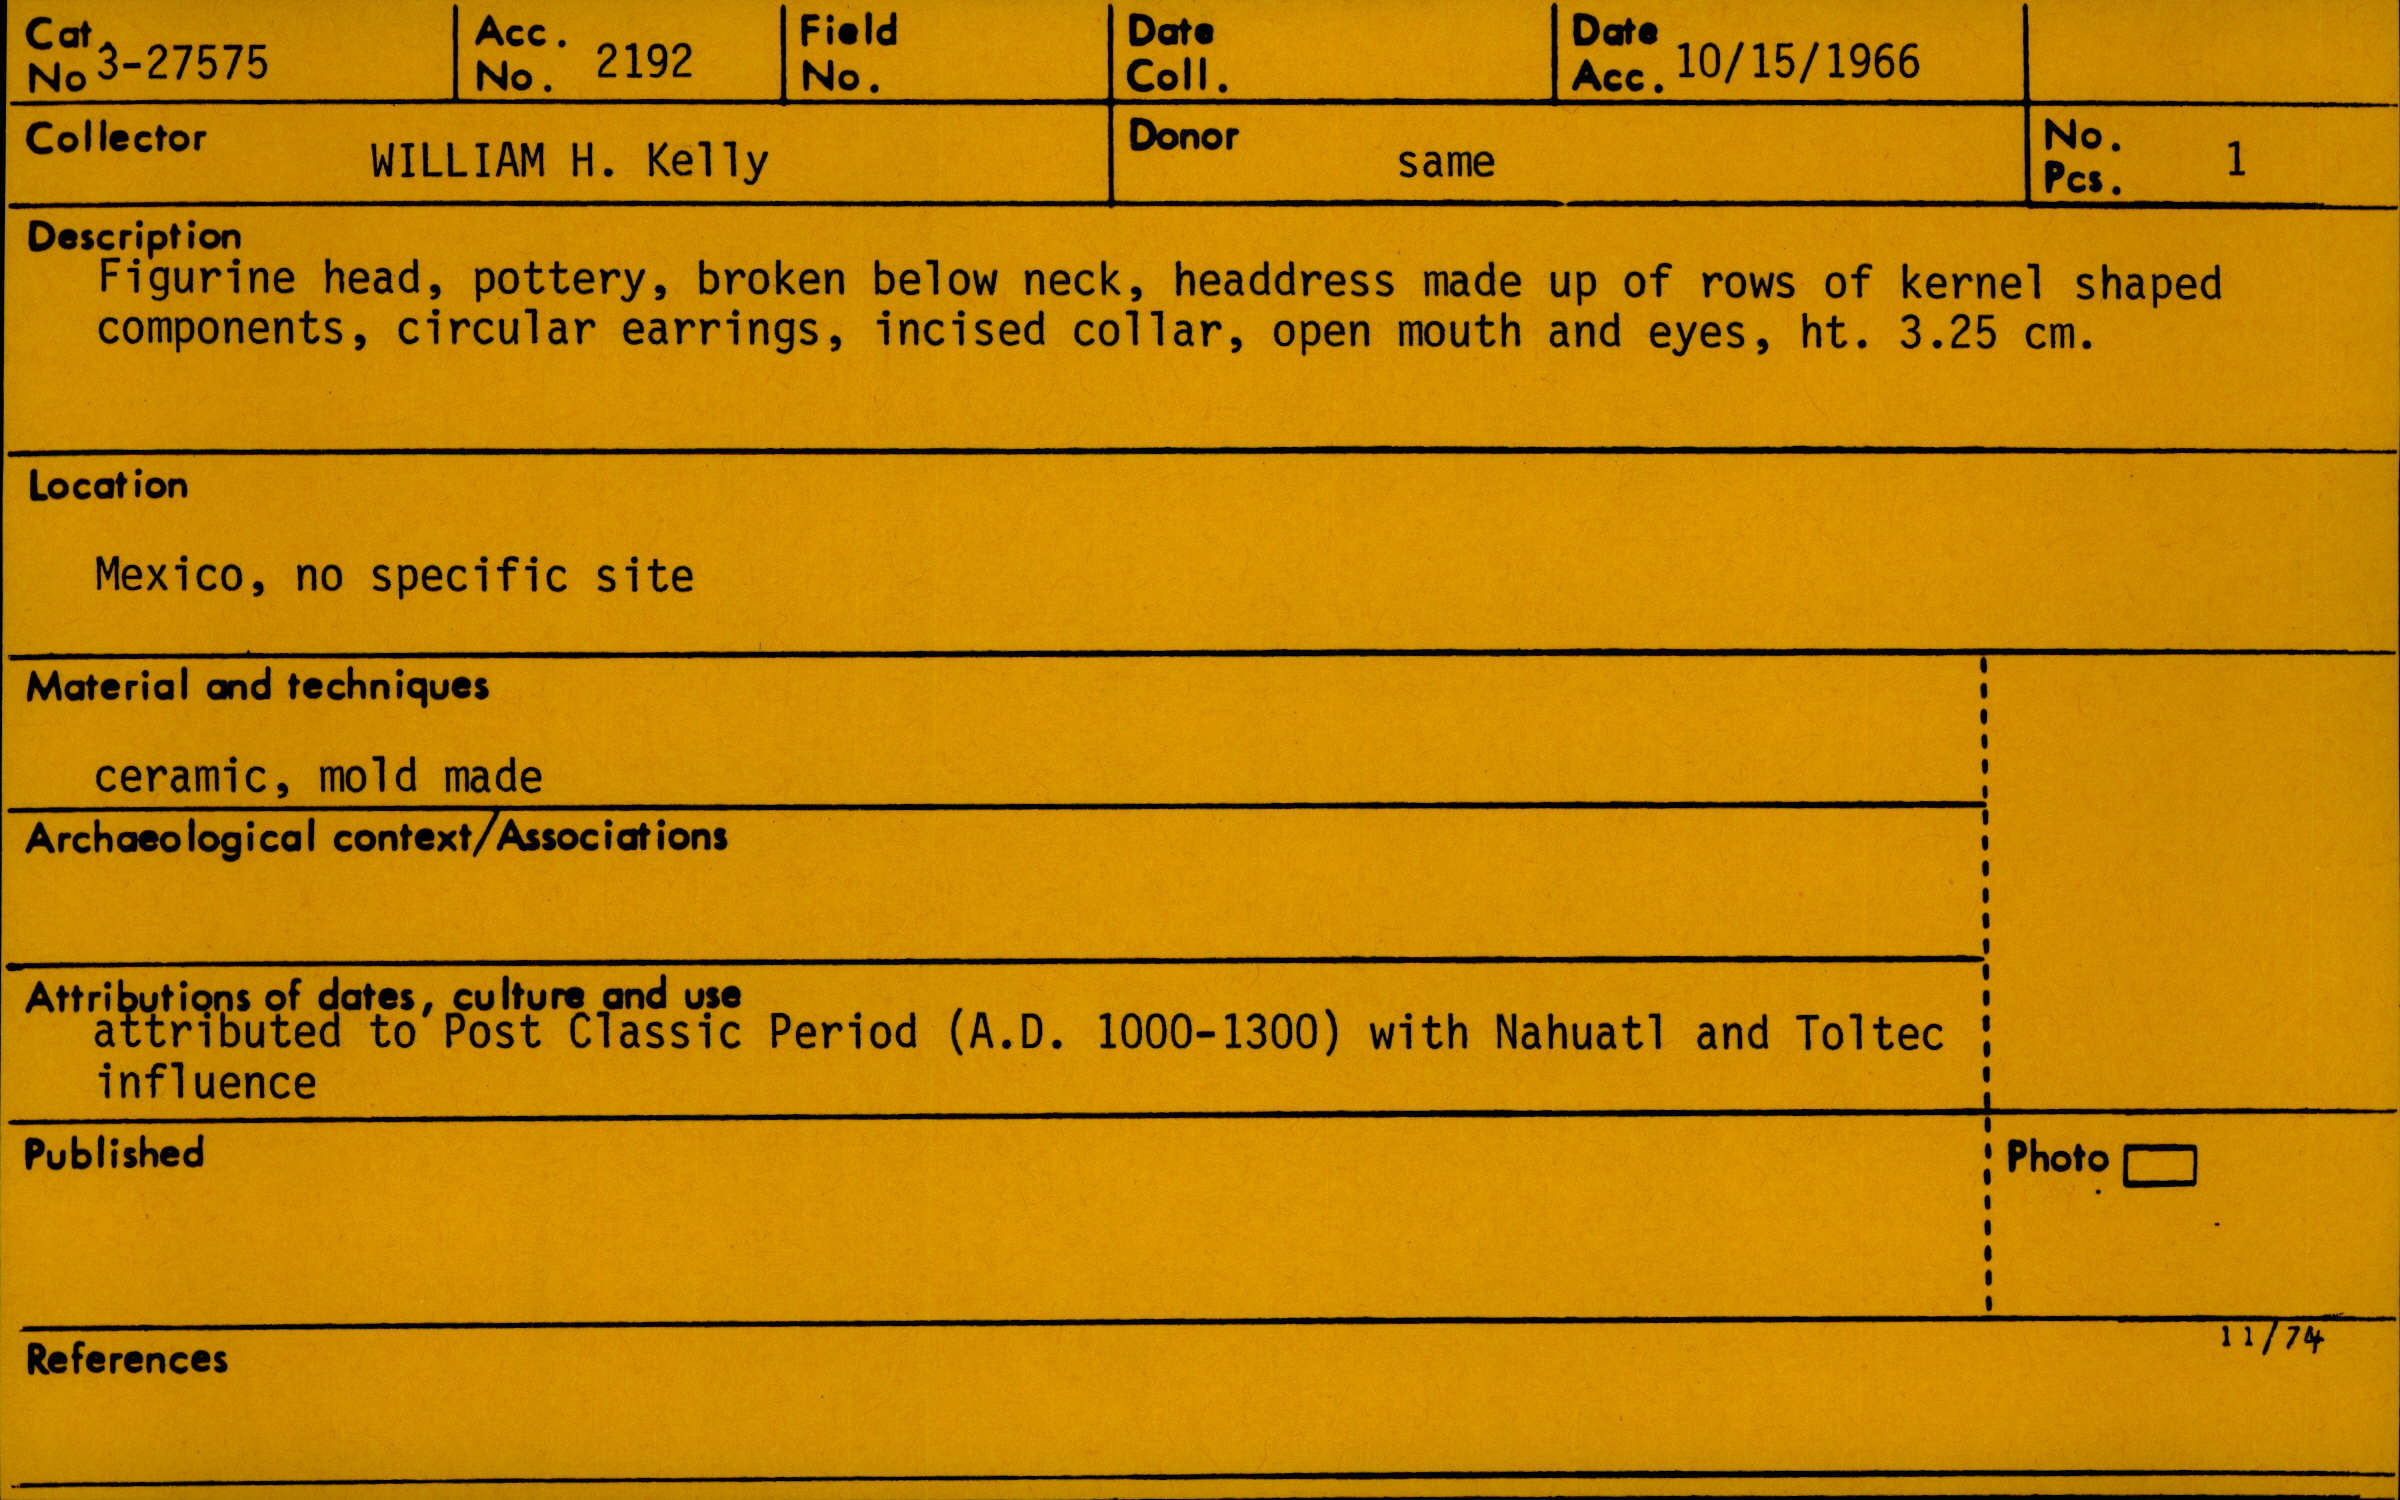 Cat. No 3-27575 Acc. No. 2192 Field No. Date Coll. Date Acc. 10/15/1966
Collector WILLIAM H. Kelly Donor same No. Pcs. 1
Description
Figurine head, pottery, broken below neck, headdress made up of rows of kernel shaped
components, circular earrings, incised collar, open mouth and eyes, ht. 3.25 cm.
Location
Mexico, no specific site
Material and techniques
ceramic, mold made
Archaeological context/Associations
Attributions of dates, culture and use
attributed to Post Classic Period (A.D. 1000-1300) with Nahuatl and Toltec
influence
Published Photo
11/74
References